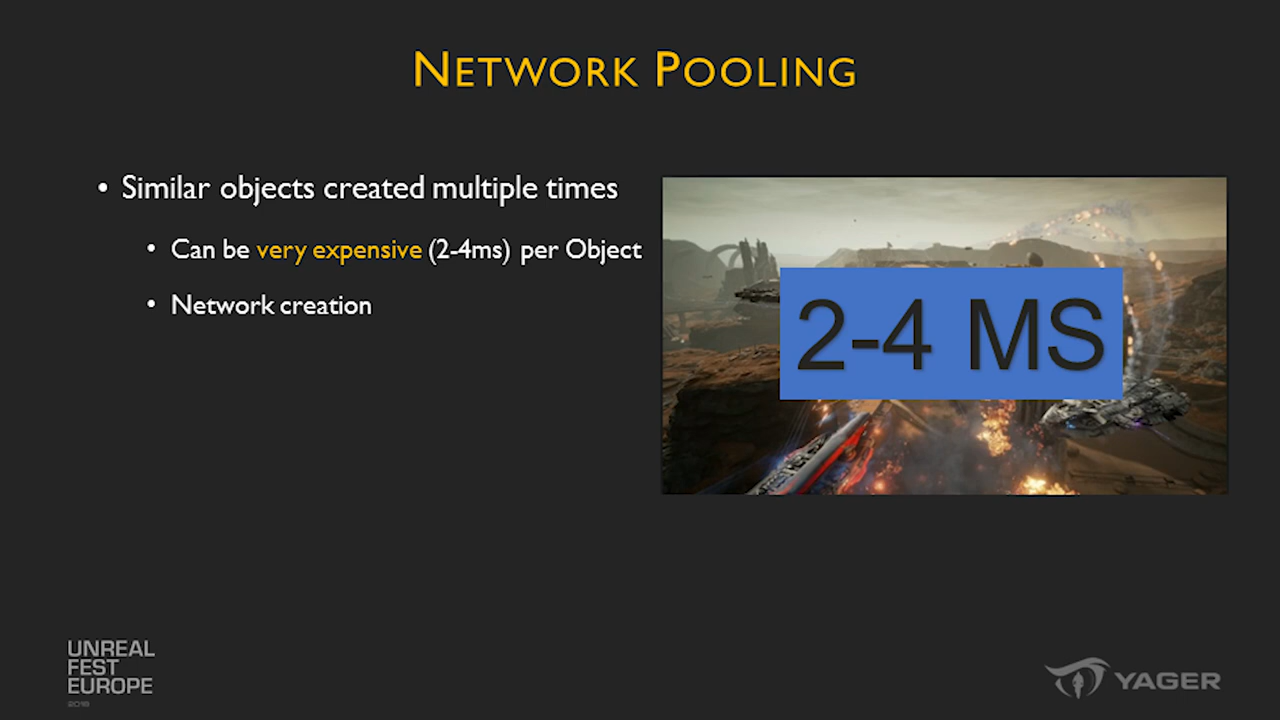 NETWORK POOLING
• Similar objects created multiple times
• Can be very expensive (2-4ms) per Object
• Network creation
2-4 MS
UNREAL
FEST
EUROPE
2018
YAGER